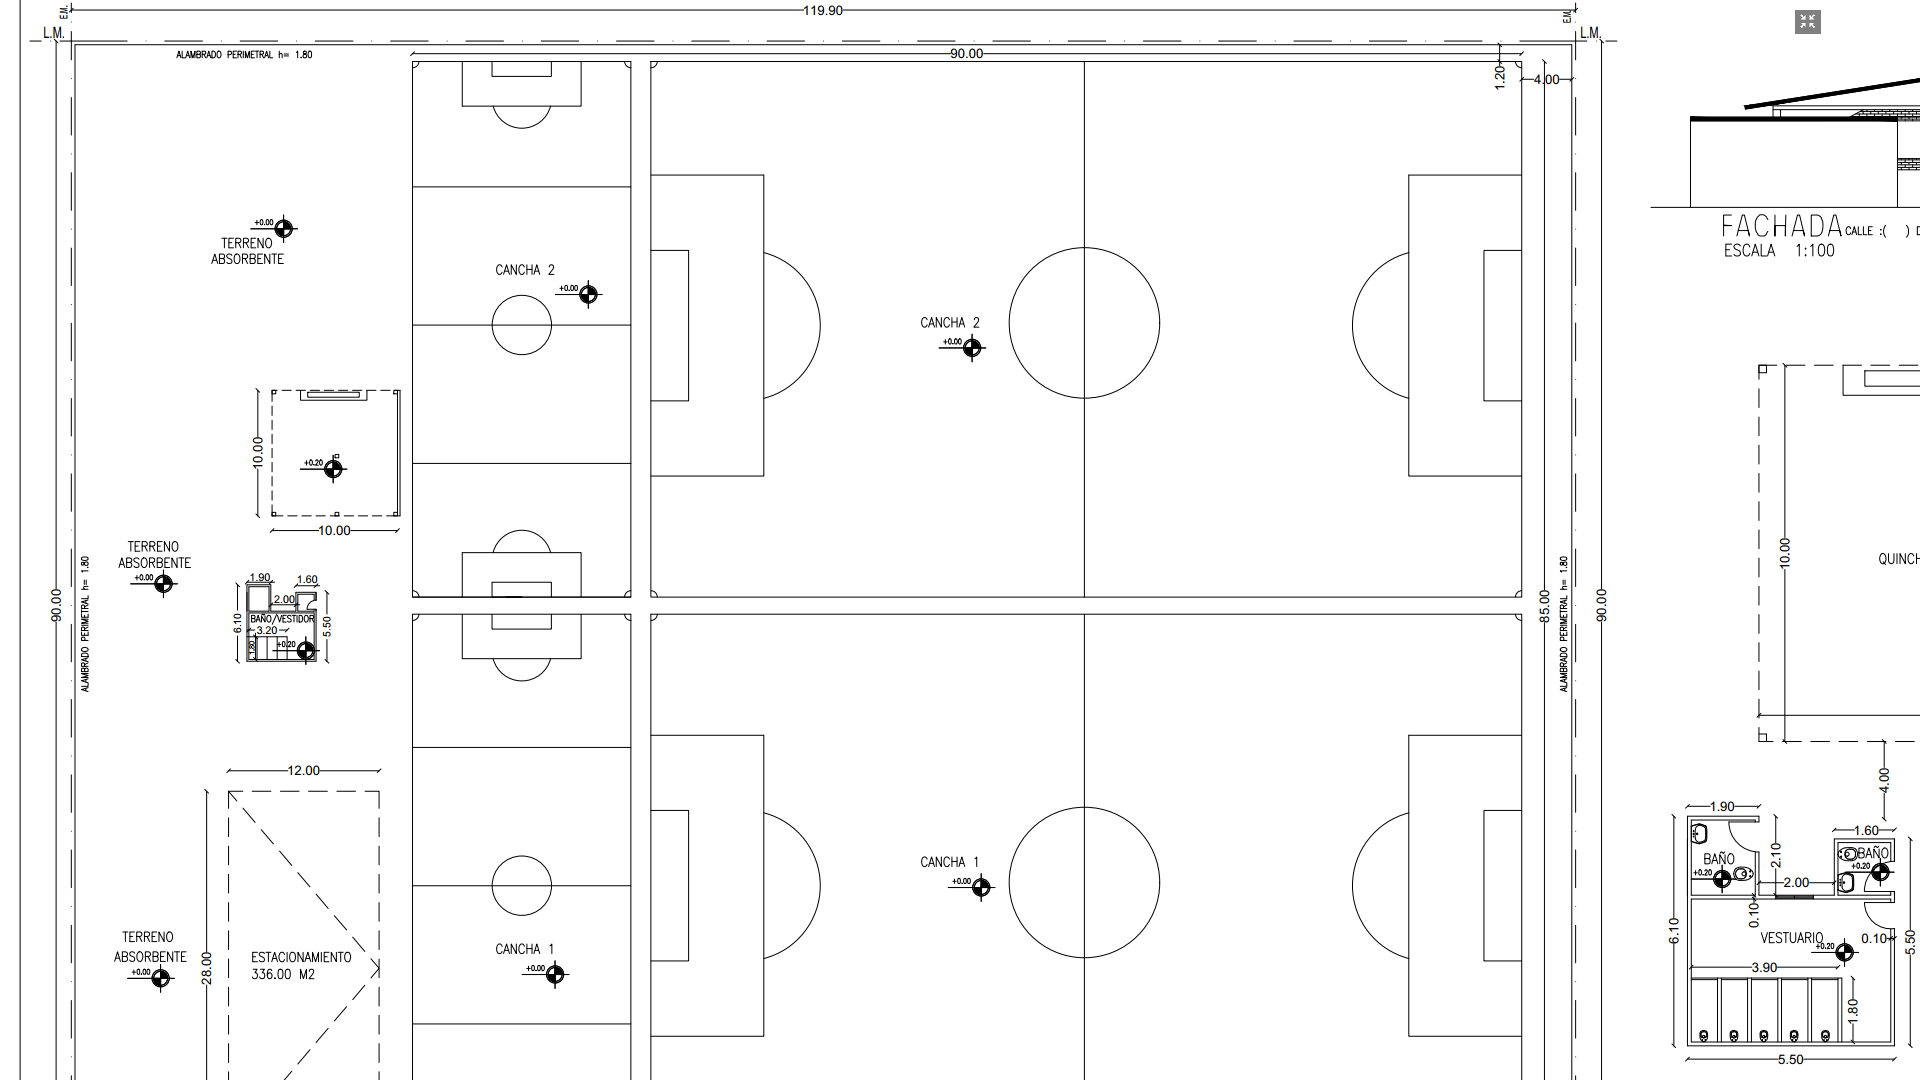 119.90
E.M.
E.M.
L.M.
L.M.
ALAMBRADO PERIMETRAL h= 1.80
90.00
1.20
4.00
FACHADA CALLE :( ) D
ESCALA 1:100
+0.00
TERRENO
ABSORBENTE
CANCHA 2
+0.00
CANCHA 2
+0.00
10.00
+0.20
10.00
10.00
QUINCH
TERRENO
ABSORBENTE
+0.00
ALAMBRADO PERIMETRAL h= 1.80
90.00
1.90
1.60
2.00
BAÑO/VESTIDOR
3.20
6.10
5.50
1.80
+0.20
85.00
ALAMBRADO PERIMETRAL h= 1.80
90.00
12.00
28.00
ESTACIONAMIENTO
336.00 M2
TERRENO
ABSORBENTE
+0.00
CANCHA 1
+0.00
CANCHA 1
+0.00
4.00
1.90
1.60
BAÑO
+0.20
2.10
BAÑO
+0.20
2.00
0.10
6.10
VESTUARIO
+0.20
0.10
5.50
3.90
1.80
5.50